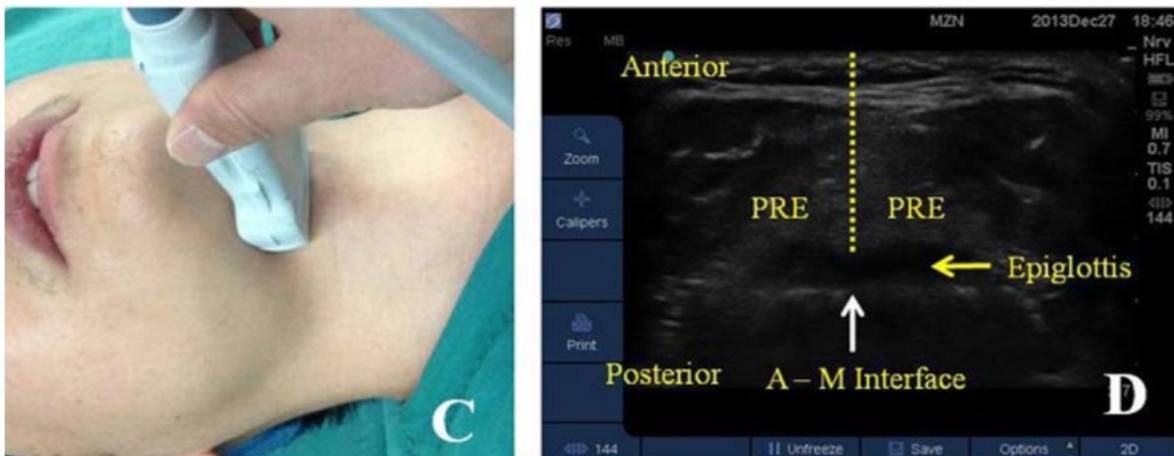 C
MZN 2013Dec27 18:46
Res MB
Nrv
HFL
99%
MI
0.7
TIS
0.1
144
Anterior
Zoom
Calipers
Print
PRE PRE
Epiglottis
Posterior
A – M Interface
D
144 Unfreeze Save Options 2D